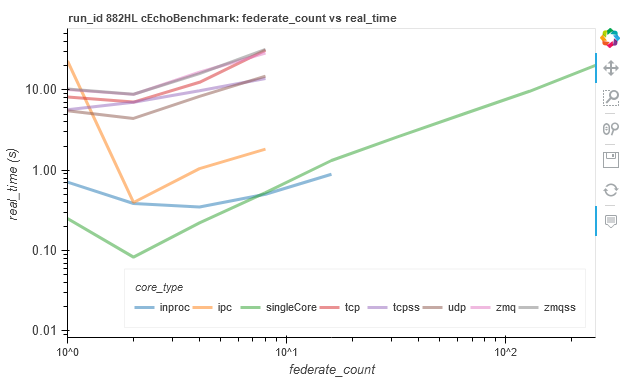 run_id 882HL cEchoBenchmark: federate_count vs real_time
real_time (s)
10.00
1.00
0.10
0.01
core_type
inproc ipc singleCore tcp tcpss udp zmq zmqss
10^0 10^1 10^2
federate_count